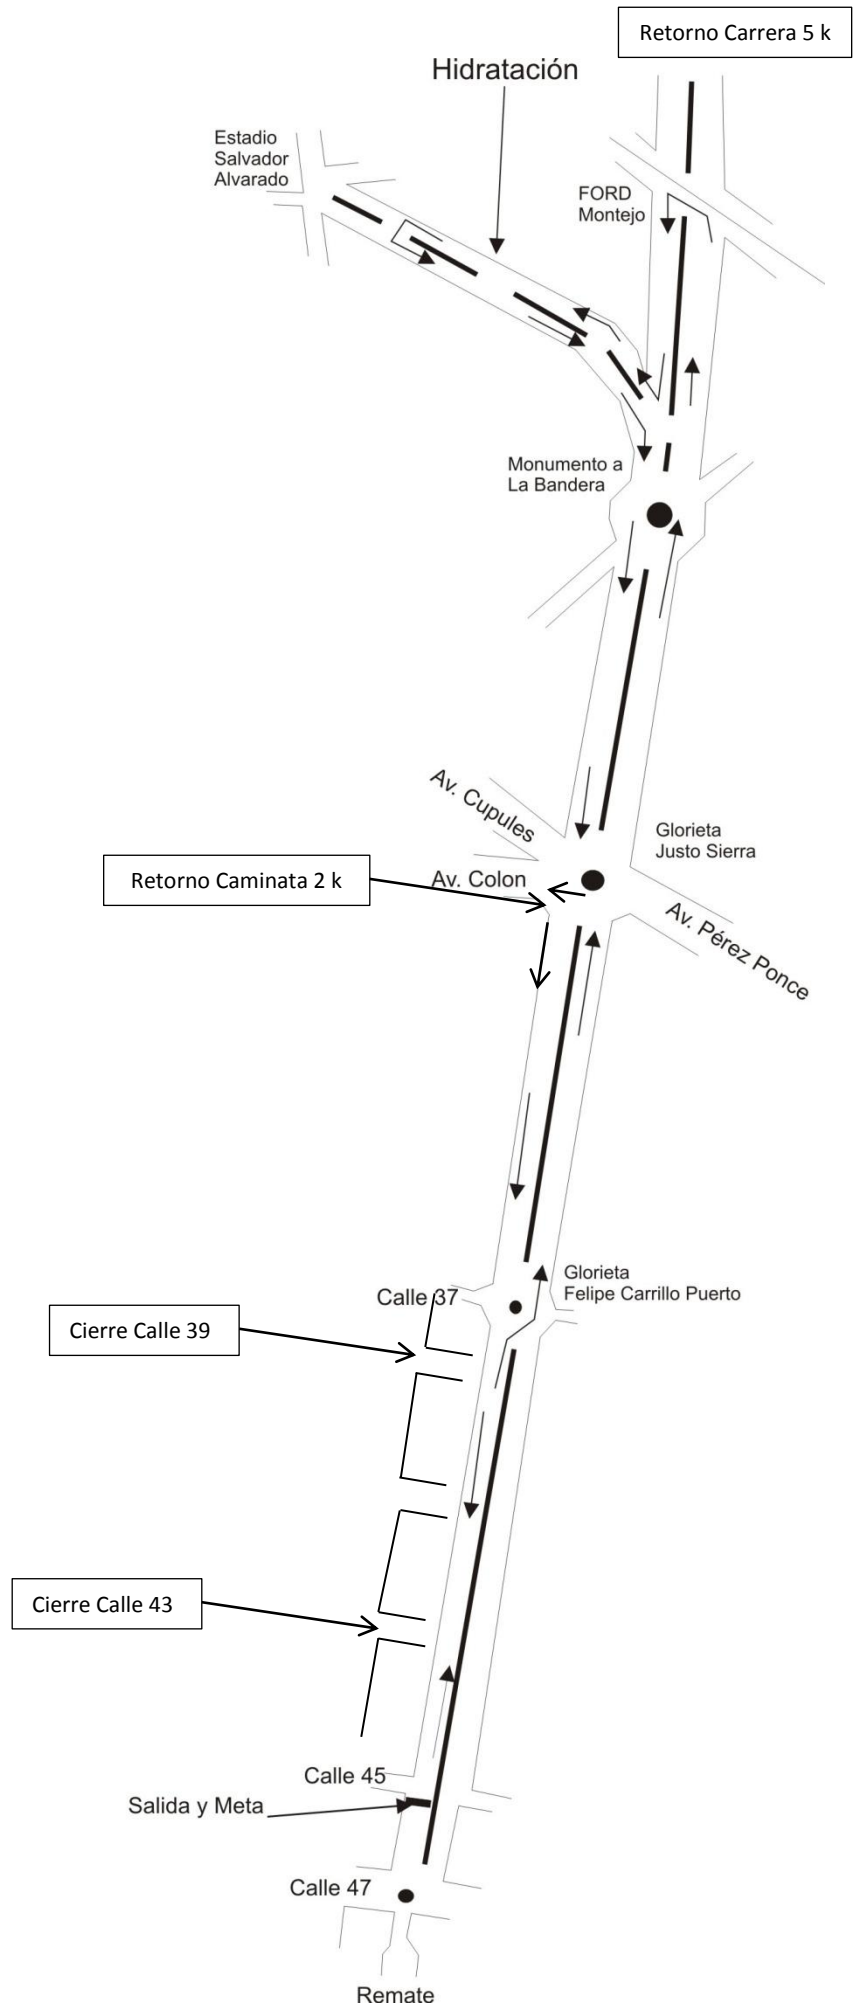 Retorno Carrera 5 k
Hidratación
Estadio
Salvador
Alvarado
FORD
Montejo
Monumento a
La Bandera
Av. Cupules
Glorieta
Justo Sierra
Retorno Caminata 2 k
Av. Colon
Av. Pérez Ponce
Glorieta
Felipe Carrillo Puerto
Calle 37
Cierre Calle 39
Cierre Calle 43
Calle 45
Salida y Meta
Calle 47
Remate